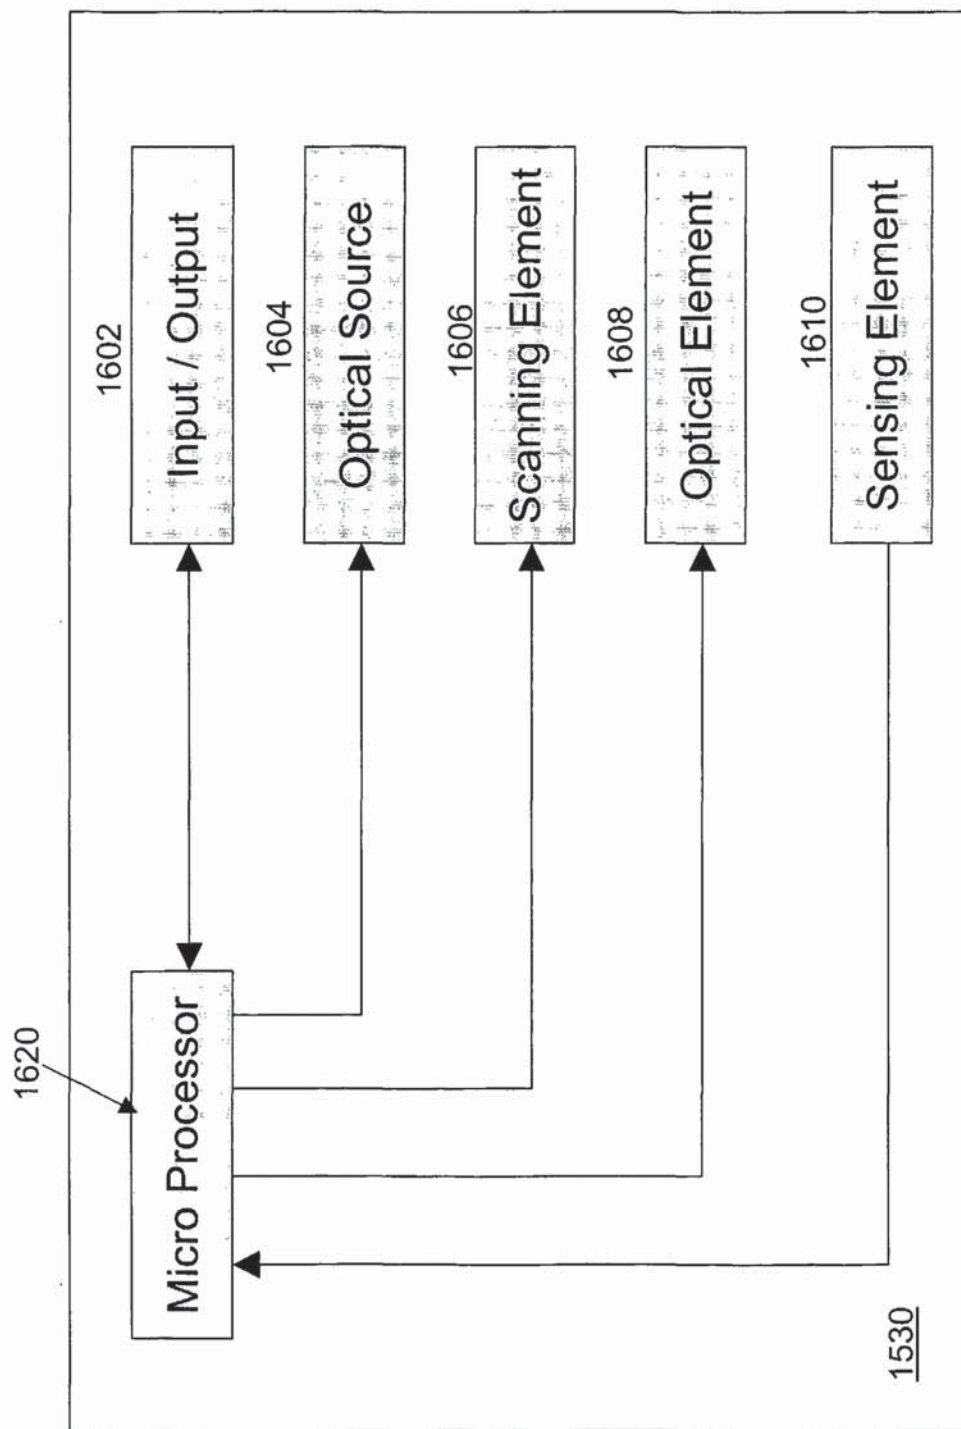 1620
Micro Processor
1602
Input / Output
1604
Optical Source
1606
Scanning Element
1608
Optical Element
1610
Sensing Element
1530